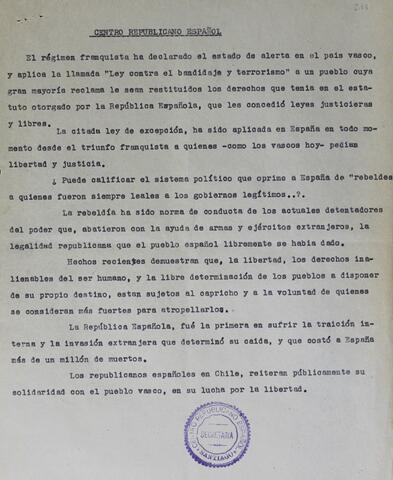 CENTRO REPUBLICANO ESPAÑOL
El régimen franquista ha declarado el estado de alerta en el país vasco,
y aplica la llamada "Ley contra el bandidaje y terrorismo" a un pueblo cuya
gran mayoría reclama le sean restituidos los derechos que tenia en el esta-
tuto otorgado por la República Española, que les concedió leyes justicieras
y libres.
La citada ley de excepción, ha sido aplicada en España en todo mo-
mento desde el triunfo franquista a quienes -como los vascos hoy- pedian
libertad y justicia.
¿ Puede calificar el sistema político que oprime a España de "rebeldes
a quienes fueron siempre leales a los gobiernos legítimos..?.
La rebeldía ha sido norma de conducta de los actuales detentadores
del poder que, abatieron con la ayuda de armas y ejércitos extranjeros, la
legalidad republicana que el pueblo español libremente se habia dado.
Hechos recientes demuestran que, la libertad, los derechos ina-
lienables del ser humano, y la libre determinación de los pueblos a disponer
de su propio destino, estan sujetos al capricho y a la voluntad de quienes
se consideran más fuertes para atropellarlos.
La República Española, fué la primera en sufrir la traición in-
terna y la invasión extranjera que determinó su caida, y que costó a España
más de un millón de muertos.
Los republicanos españoles en Chile, reiteran públicamente su
solidaridad con el pueblo vasco, en su lucha por la libertad.
CENTRO REPUBLICANO ESPAÑOL
SECRETARIA
SANTIAGO